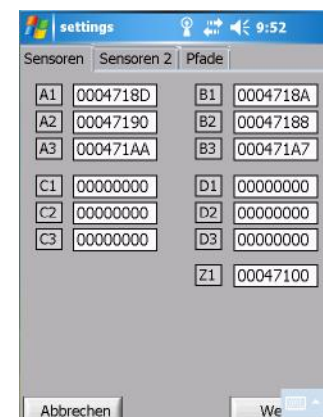 settings 9:52
Sensoren Sensoren 2 Pfade
A1 0004718D B1 0004718A
A2 00047190 B2 00047188
A3 000471AA B3 000471A7
C1 00000000 D1 00000000
C2 00000000 D2 00000000
C3 00000000 D3 00000000
Z1 00047100
Abbrechen We